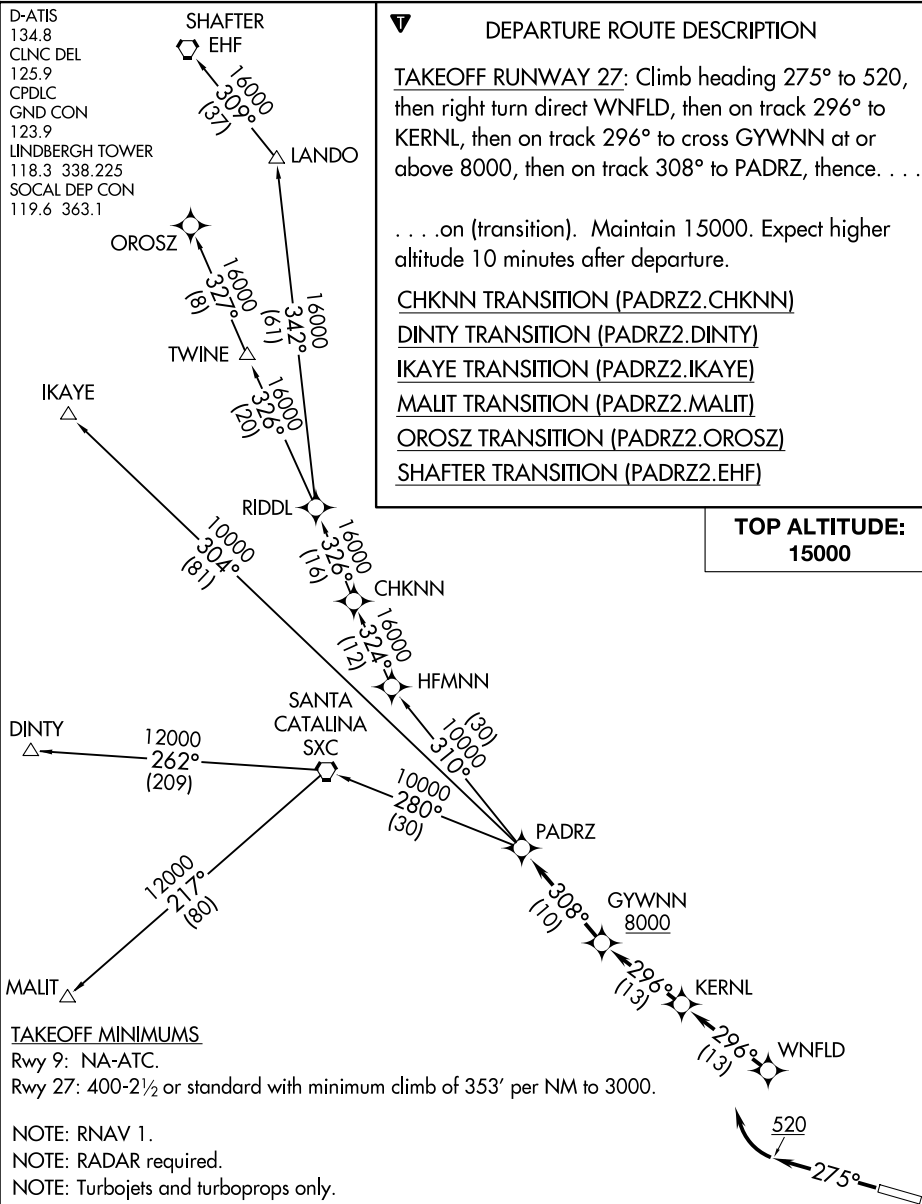 D-ATIS
134.8
CLNC DEL
125.9
CPDLC
GND CON
123.9
LINDBERGH TOWER
118.3 338.225
SOCAL DEP CON
119.6 363.1
SHAFTER
EHF
16000
309°
(37)
LANDO
OROSZ
16000
327°
(8)
16000
342°
(61)
TWINE
16000
326°
(20)
IKAYE
RIDDL
10000
304°
(81)
16000
326°
(16)
CHKNN
16000
324°
(12)
HFMNN
SANTA
CATALINA
SXC
(30)
10000
310°
DINTY
12000
262°
(209)
10000
280°
(30)
PADRZ
12000
217°
(80)
308°
(10)
GYWNN
8000
296°
(13)
KERNL
MALIT
296°
(13)
WNFLD
520
275°
T
DEPARTURE ROUTE DESCRIPTION
TAKEOFF RUNWAY 27: Climb heading 275° to 520,
then right turn direct WNFLD, then on track 296° to
KERNL, then on track 296° to cross GYWNN at or
above 8000, then on track 308° to PADRZ, thence. . . .
. . . .on (transition). Maintain 15000. Expect higher
altitude 10 minutes after departure.
CHKNN TRANSITION (PADRZ2.CHKNN)
DINTY TRANSITION (PADRZ2.DINTY)
IKAYE TRANSITION (PADRZ2.IKAYE)
MALIT TRANSITION (PADRZ2.MALIT)
OROSZ TRANSITION (PADRZ2.OROSZ)
SHAFTER TRANSITION (PADRZ2.EHF)
TOP ALTITUDE:
15000
TAKEOFF MINIMUMS
Rwy 9: NA-ATC.
Rwy 27: 400-2½ or standard with minimum climb of 353' per NM to 3000.
NOTE: RNAV 1.
NOTE: RADAR required.
NOTE: Turbojets and turboprops only.